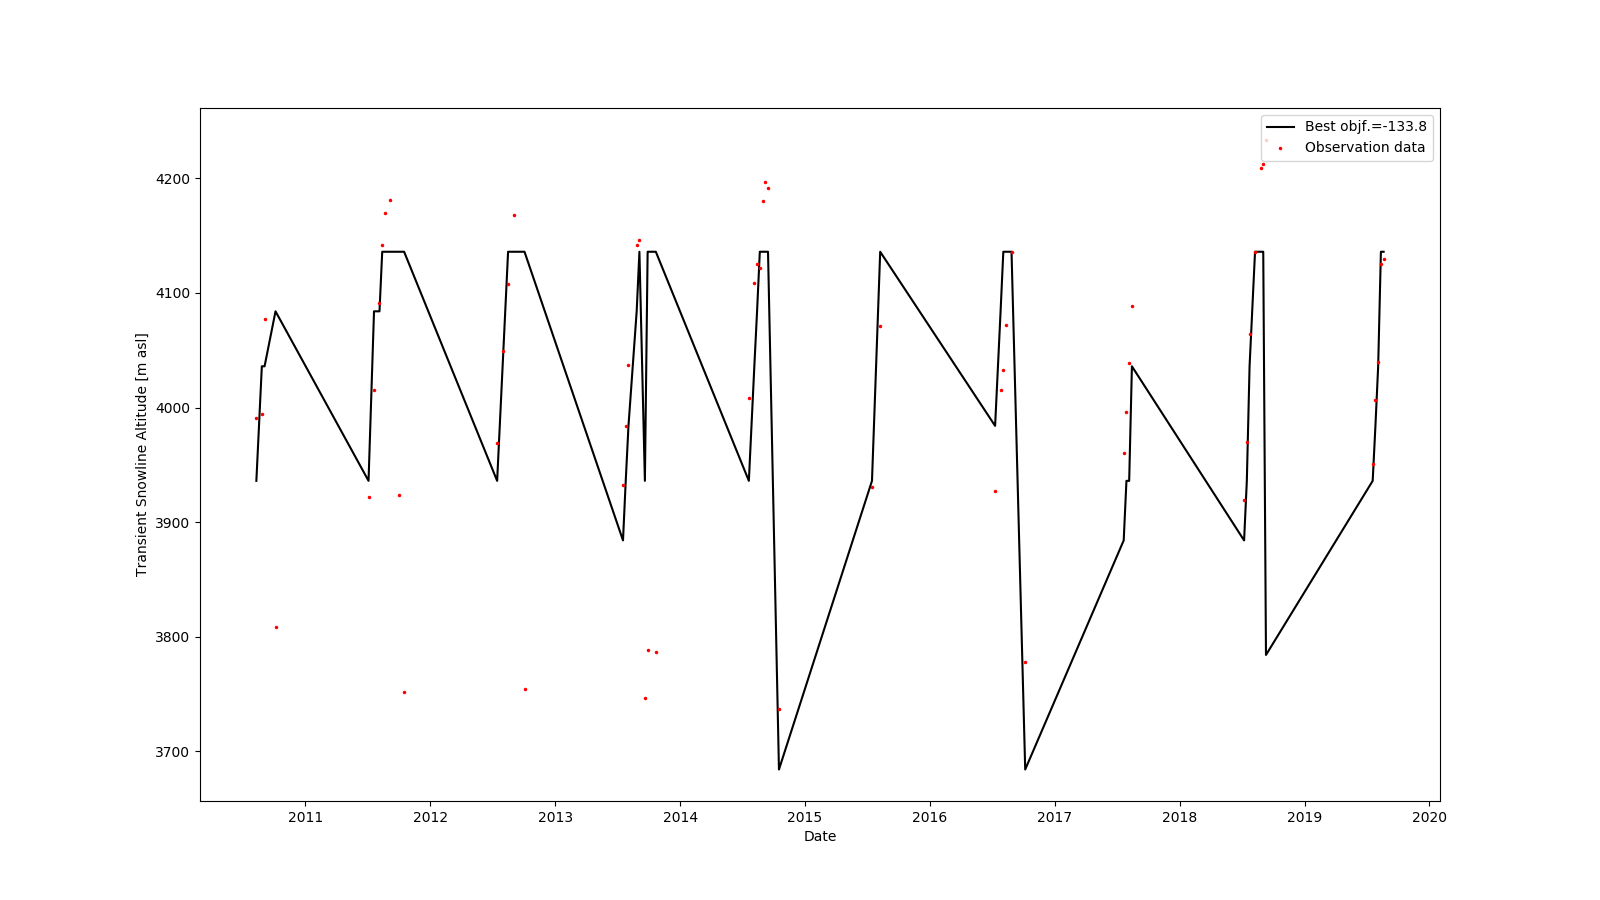 Best objf.=-133.8
Observation data
4200
4100
4000
3900
3800
3700
Transient Snowline Altitude [m asl]
2011 2012 2013 2014 2015 2016 2017 2018 2019 2020
Date